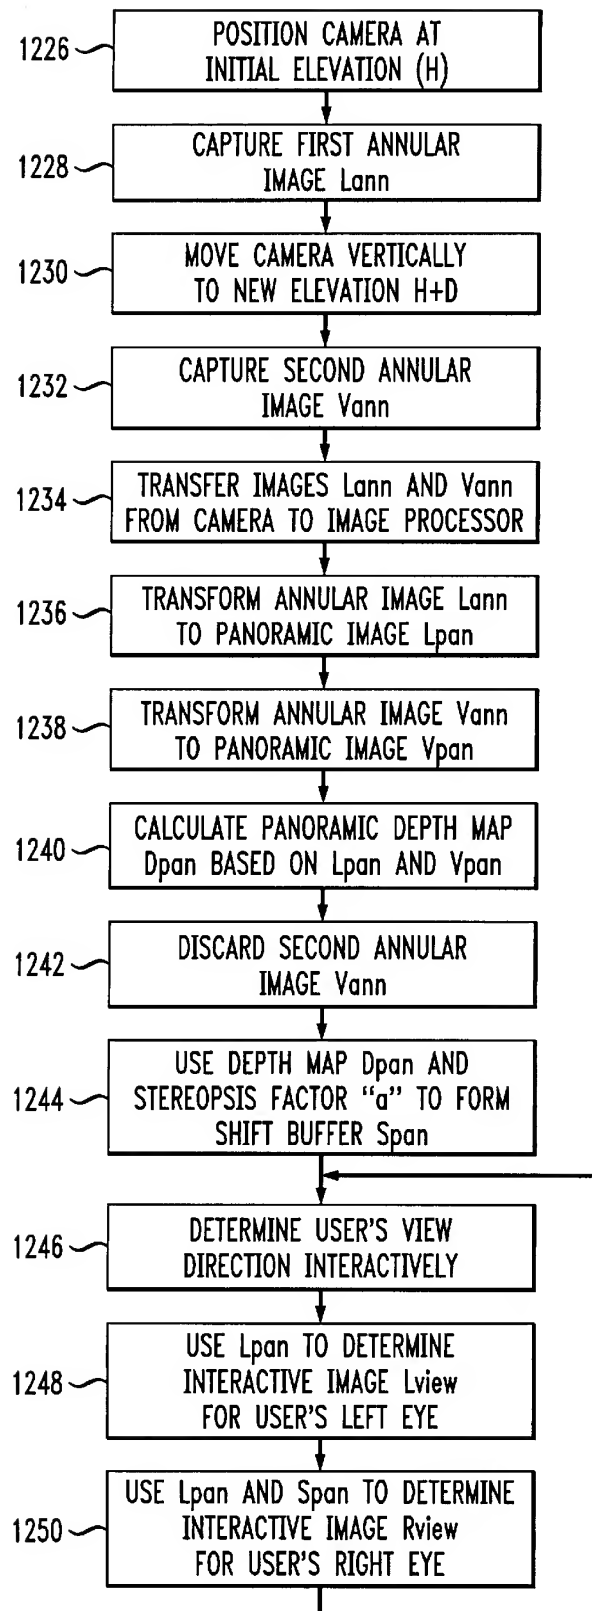 1226
POSITION CAMERA AT
INITIAL ELEVATION (H)
1228
CAPTURE FIRST ANNULAR
IMAGE Lann
1230
MOVE CAMERA VERTICALLY
TO NEW ELEVATION H+D
1232
CAPTURE SECOND ANNULAR
IMAGE Vann
1234
TRANSFER IMAGES Lann AND Vann
FROM CAMERA TO IMAGE PROCESSOR
1236
TRANSFORM ANNULAR IMAGE Lann
TO PANORAMIC IMAGE Lpan
1238
TRANSFORM ANNULAR IMAGE Vann
TO PANORAMIC IMAGE Vpan
1240
CALCULATE PANORAMIC DEPTH MAP
Dpan BASED ON Lpan AND Vpan
1242
DISCARD SECOND ANNULAR
IMAGE Vann
1244
USE DEPTH MAP Dpan AND
STEREOPSIS FACTOR “a” TO FORM
SHIFT BUFFER Span
1246
DETERMINE USER'S VIEW
DIRECTION INTERACTIVELY
1248
USE Lpan TO DETERMINE
INTERACTIVE IMAGE Lview
FOR USER'S LEFT EYE
1250
USE Lpan AND Span TO DETERMINE
INTERACTIVE IMAGE Rview
FOR USER'S RIGHT EYE